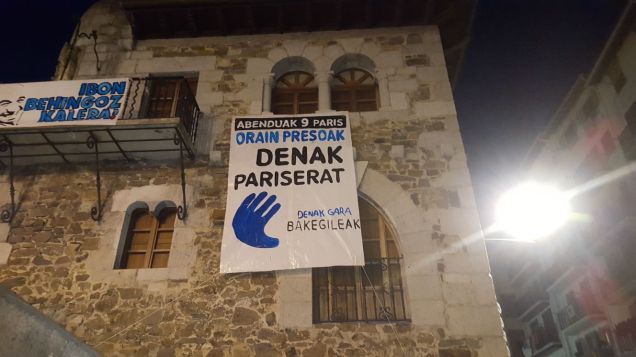 IBON
BEHINGOZ
KALERA!
ABENDUAK 9 PARIS
ORAIN PRESOAK
DENAK
PARISERAT
DENAK GARA
BAKEGILEAK